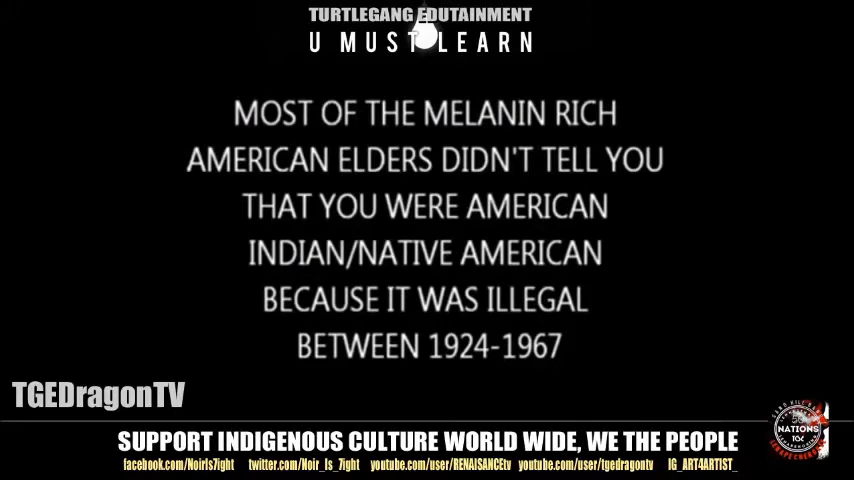 TURTLEGANG EDUTAINMENT
U MUST LEARN
MOST OF THE MELANIN RICH
AMERICAN ELDERS DIDN'T TELL YOU
THAT YOU WERE AMERICAN
INDIAN/NATIVE AMERICAN
BECAUSE IT WAS ILLEGAL
BETWEEN 1924-1967
TGEDragonTV
NATIONS
SUPPORT INDIGENOUS CULTURE WORLD WIDE, WE THE PEOPLE
facebook.com/NoirIs7ight twitter.com/Noir_Is_7ight youtube.com/user/RENAISANCEtv youtube.com/user/tgedragontv IG_ART4ARTIST_